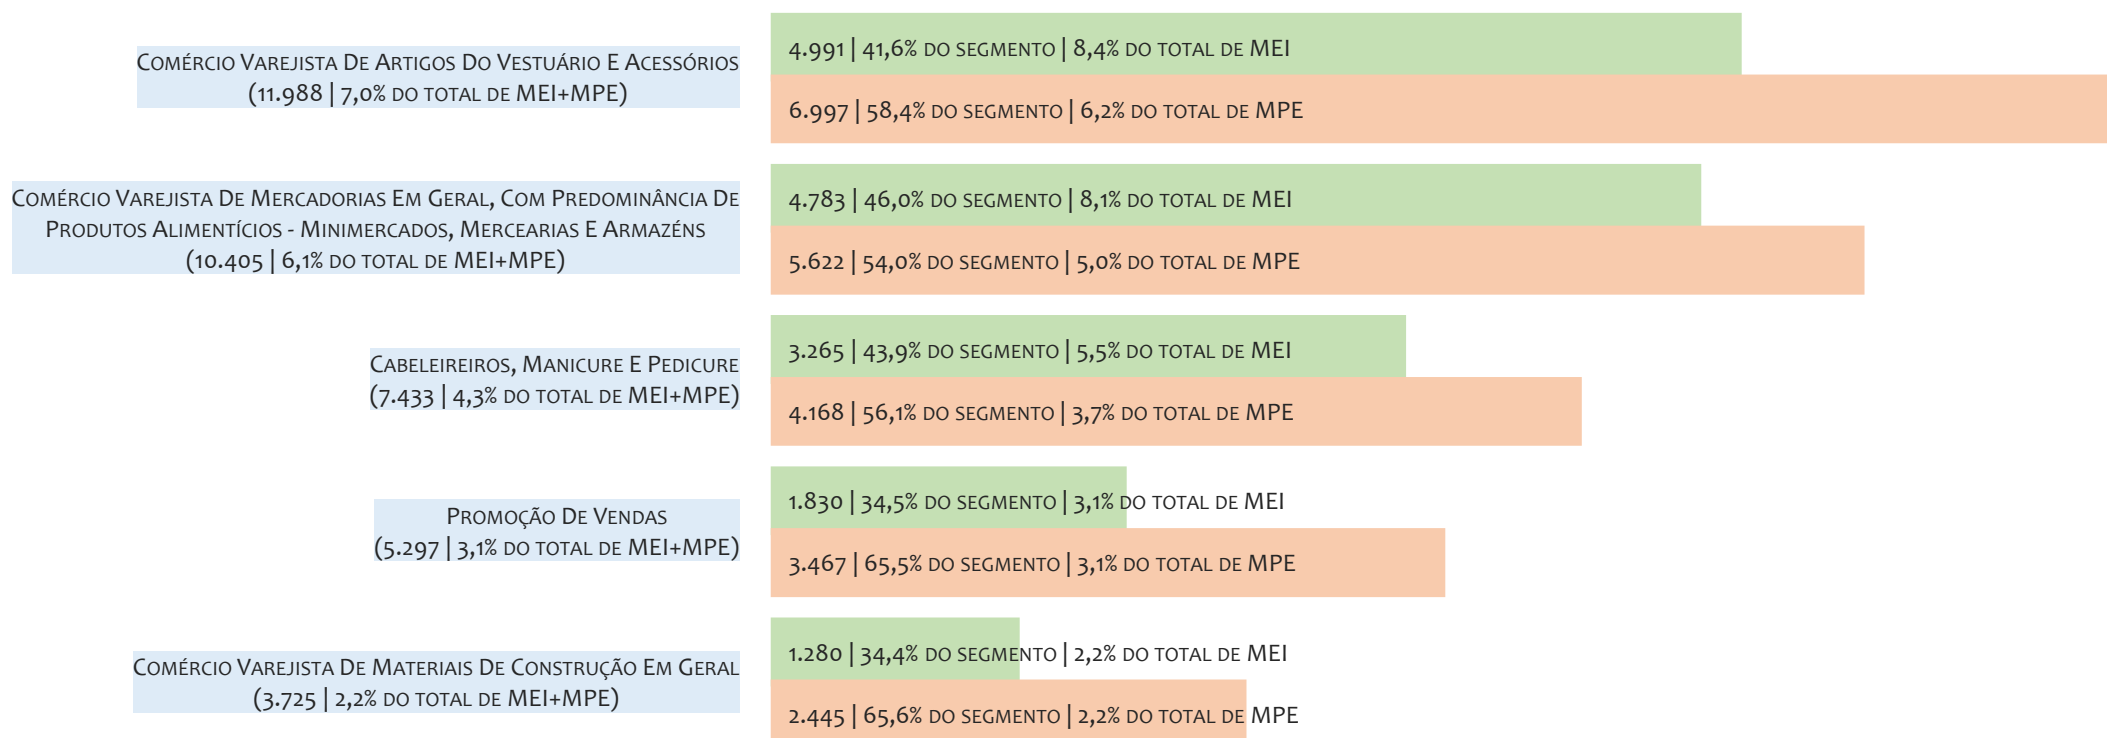 Comércio Varejista De Artigos Do Vestuário E Acessórios
(11.988 | 7,0% do total de MEI+MPE)
4.991 | 41,6% do segmento | 8,4% do total de MEI
6.997 | 58,4% do segmento | 6,2% do total de MPE
Comércio Varejista De Mercadorias Em Geral, Com Predominância De
Produtos Alimentícios - Minimercados, Mercearias E Armazéns
(10.405 | 6,1% do total de MEI+MPE)
4.783 | 46,0% do segmento | 8,1% do total de MEI
5.622 | 54,0% do segmento | 5,0% do total de MPE
Cabeleireiros, Manicure E Pedicure
(7.433 | 4,3% do total de MEI+MPE)
3.265 | 43,9% do segmento | 5,5% do total de MEI
4.168 | 56,1% do segmento | 3,7% do total de MPE
Promoção De Vendas
(5.297 | 3,1% do total de MEI+MPE)
1.830 | 34,5% do segmento | 3,1% do total de MEI
3.467 | 65,5% do segmento | 3,1% do total de MPE
Comércio Varejista De Materiais De Construção Em Geral
(3.725 | 2,2% do total de MEI+MPE)
1.280 | 34,4% do segmento | 2,2% do total de MEI
2.445 | 65,6% do segmento | 2,2% do total de MPE